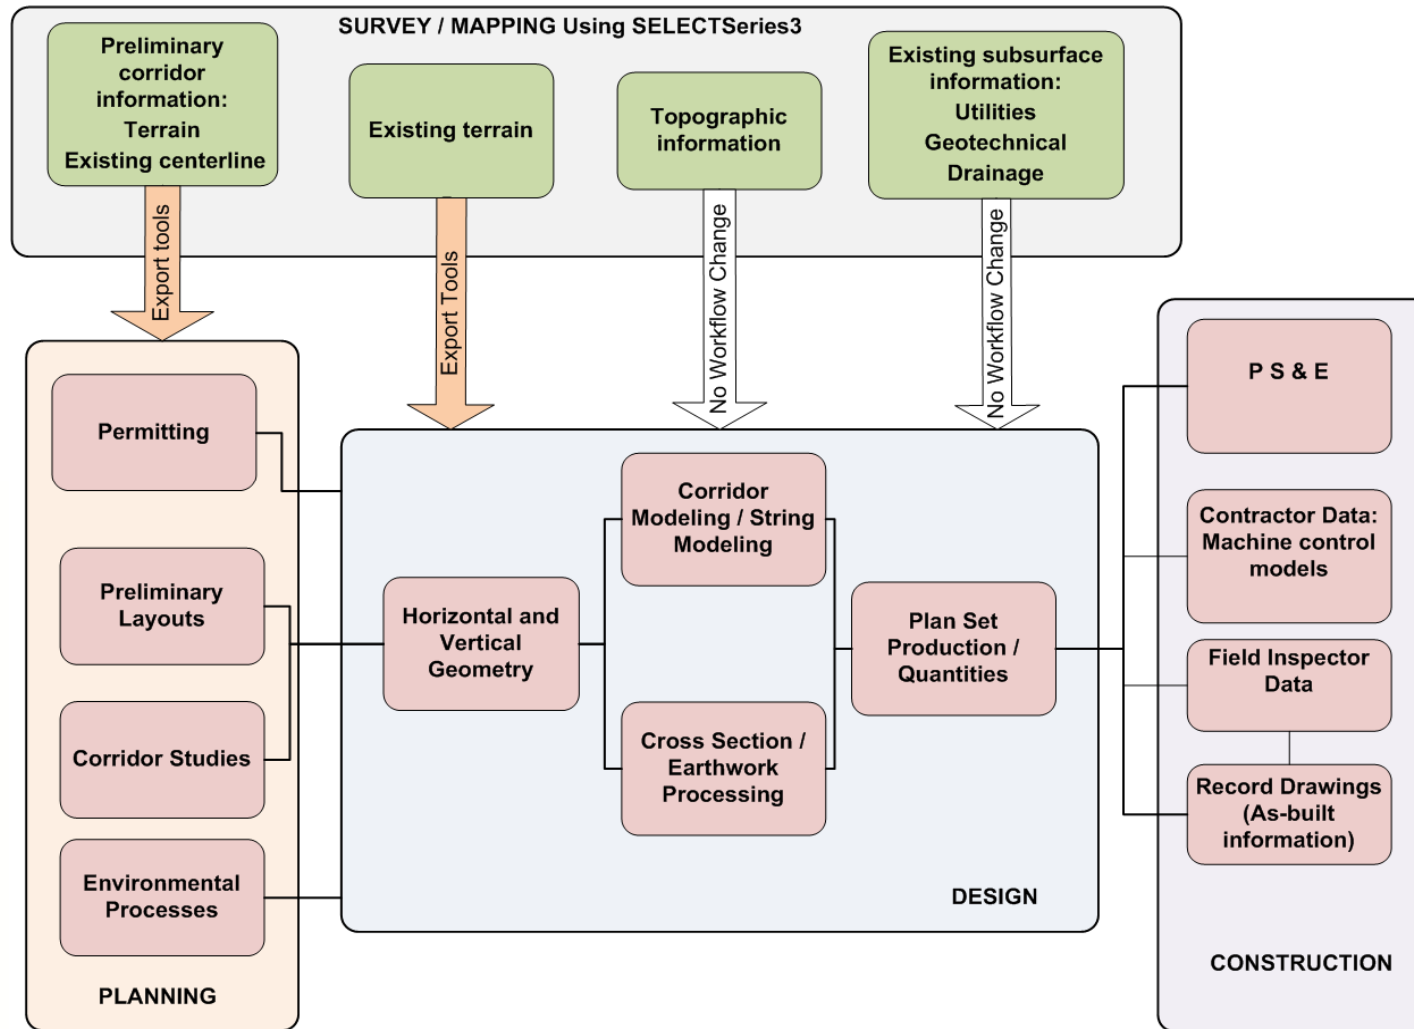 SURVEY / MAPPING Using SELECTSeries3
Preliminary
corridor
information:
Terrain
Existing centerline
Existing terrain
Topographic
information
Existing subsurface
information:
Utilities
Geotechnical
Drainage
Export tools
Export Tools
No Workflow Change
No Workflow Change
Permitting
Preliminary
Layouts
Corridor Studies
Environmental
Processes
PLANNING
Horizontal and
Vertical
Geometry
Corridor
Modeling / String
Modeling
Cross Section /
Earthwork
Processing
Plan Set
Production /
Quantities
DESIGN
P S & E
Contractor Data:
Machine control
models
Field Inspector
Data
Record Drawings
(As-built
information)
CONSTRUCTION